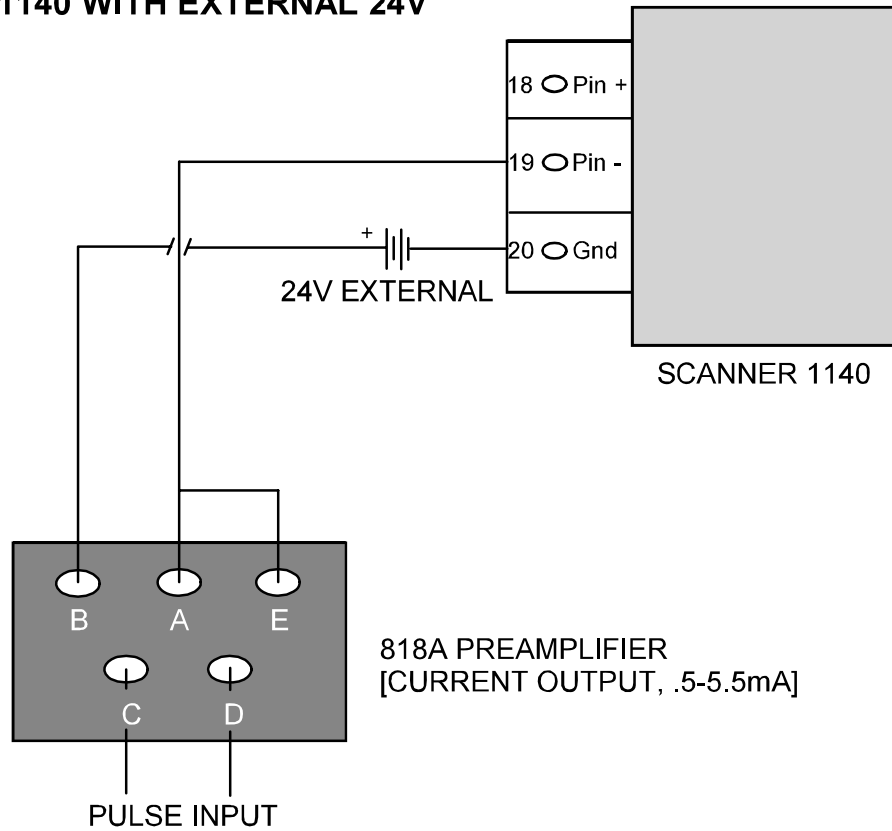 1140 WITH EXTERNAL 24V
18 Pin +
19 Pin -
+
20 Gnd
24V EXTERNAL
SCANNER 1140
B A E
818A PREAMPLIFIER
[CURRENT OUTPUT, .5-5.5mA]
C D
PULSE INPUT